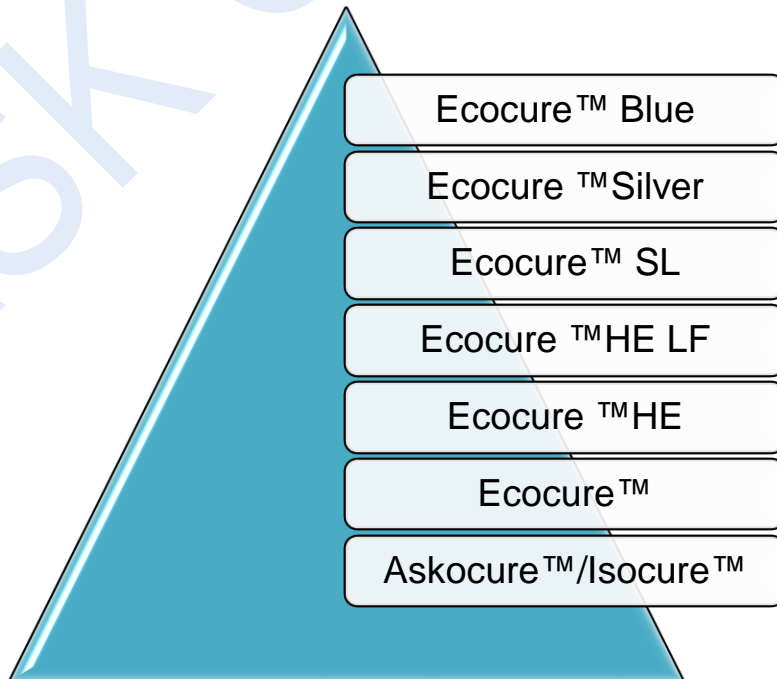 Ecocure™ Blue
Ecocure ™Silver
Ecocure™ SL
Ecocure ™HE LF
Ecocure ™HE
Ecocure™
Askocure™/Isocure™